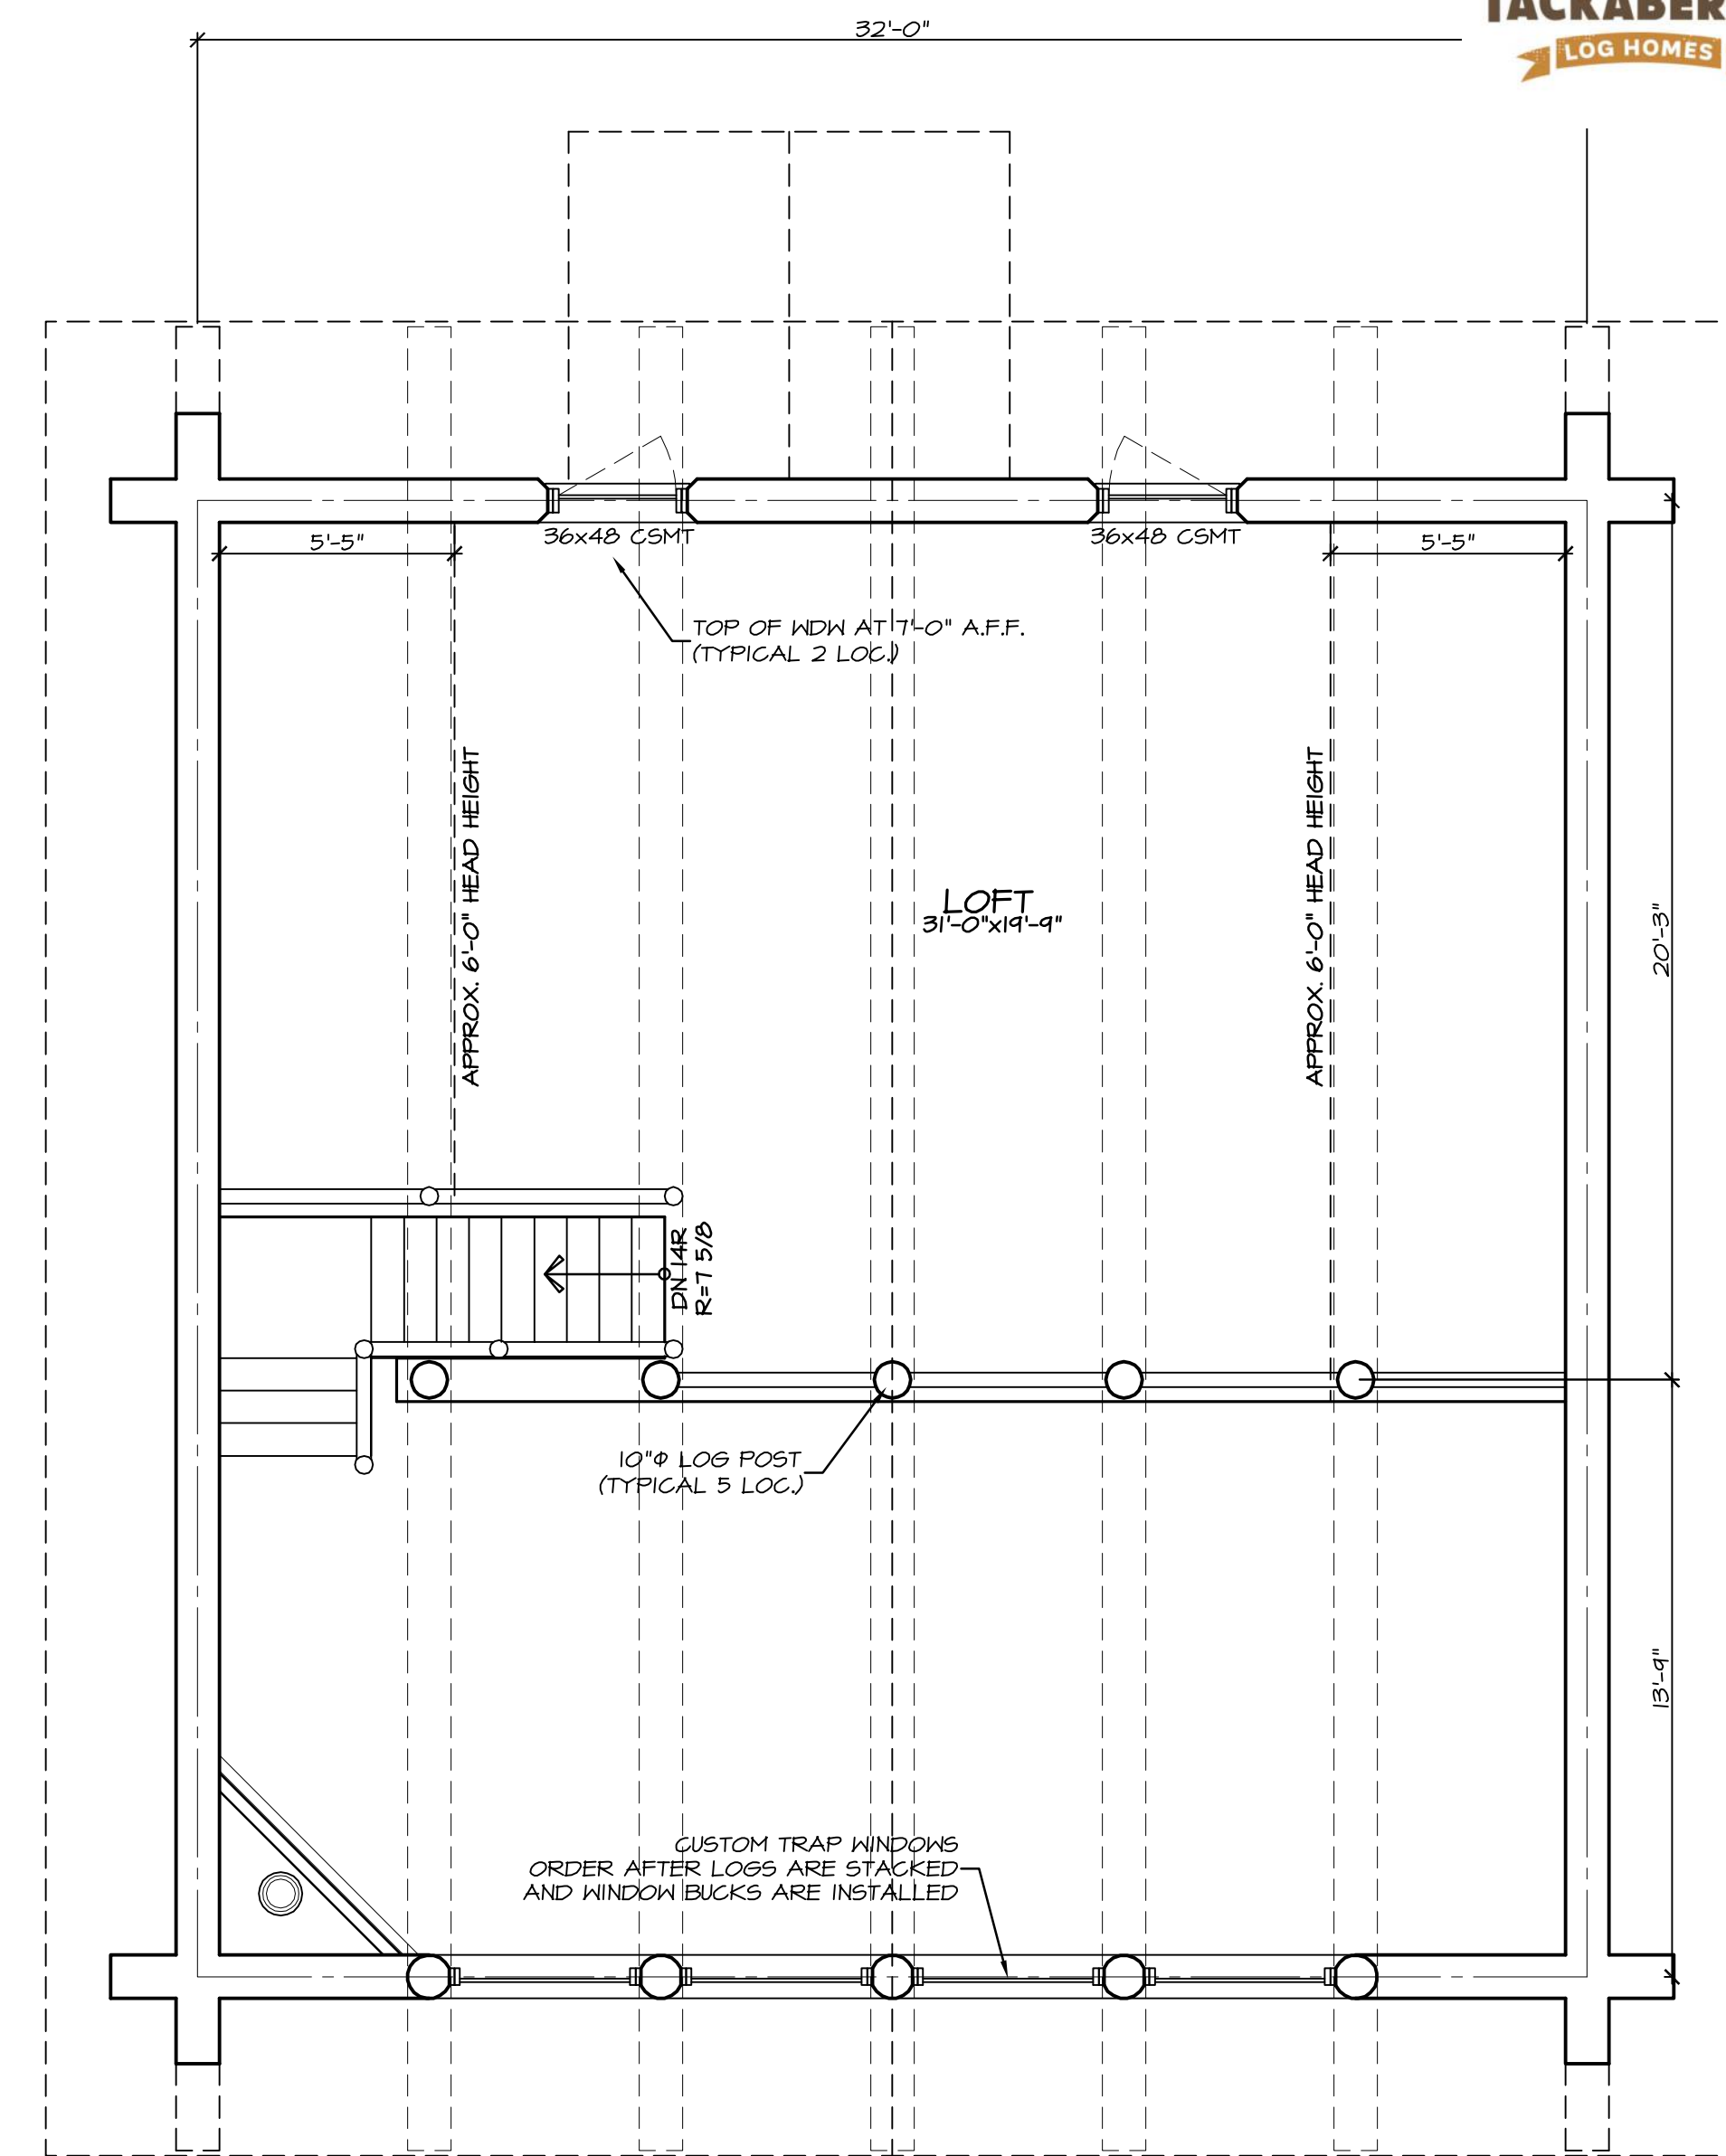 32'-0"
TACKABER
LOG HOMES
36x48 CSMT
36x48 CSMT
5'-5"
5'-5"
TOP OF WDW AT 7'-0" A.F.F.
(TYPICAL 2 LOC.)
APPROX. 6'-0" HEAD HEIGHT
APPROX. 6'-0" HEAD HEIGHT
LOFT
31'-0"x19'-9"
20'-3"
DN 14R
R=7 5/8
10"Φ LOG POST
(TYPICAL 5 LOC.)
13'-9"
CUSTOM TRAP WINDOWS
ORDER AFTER LOGS ARE STACKED
AND WINDOW BUCKS ARE INSTALLED